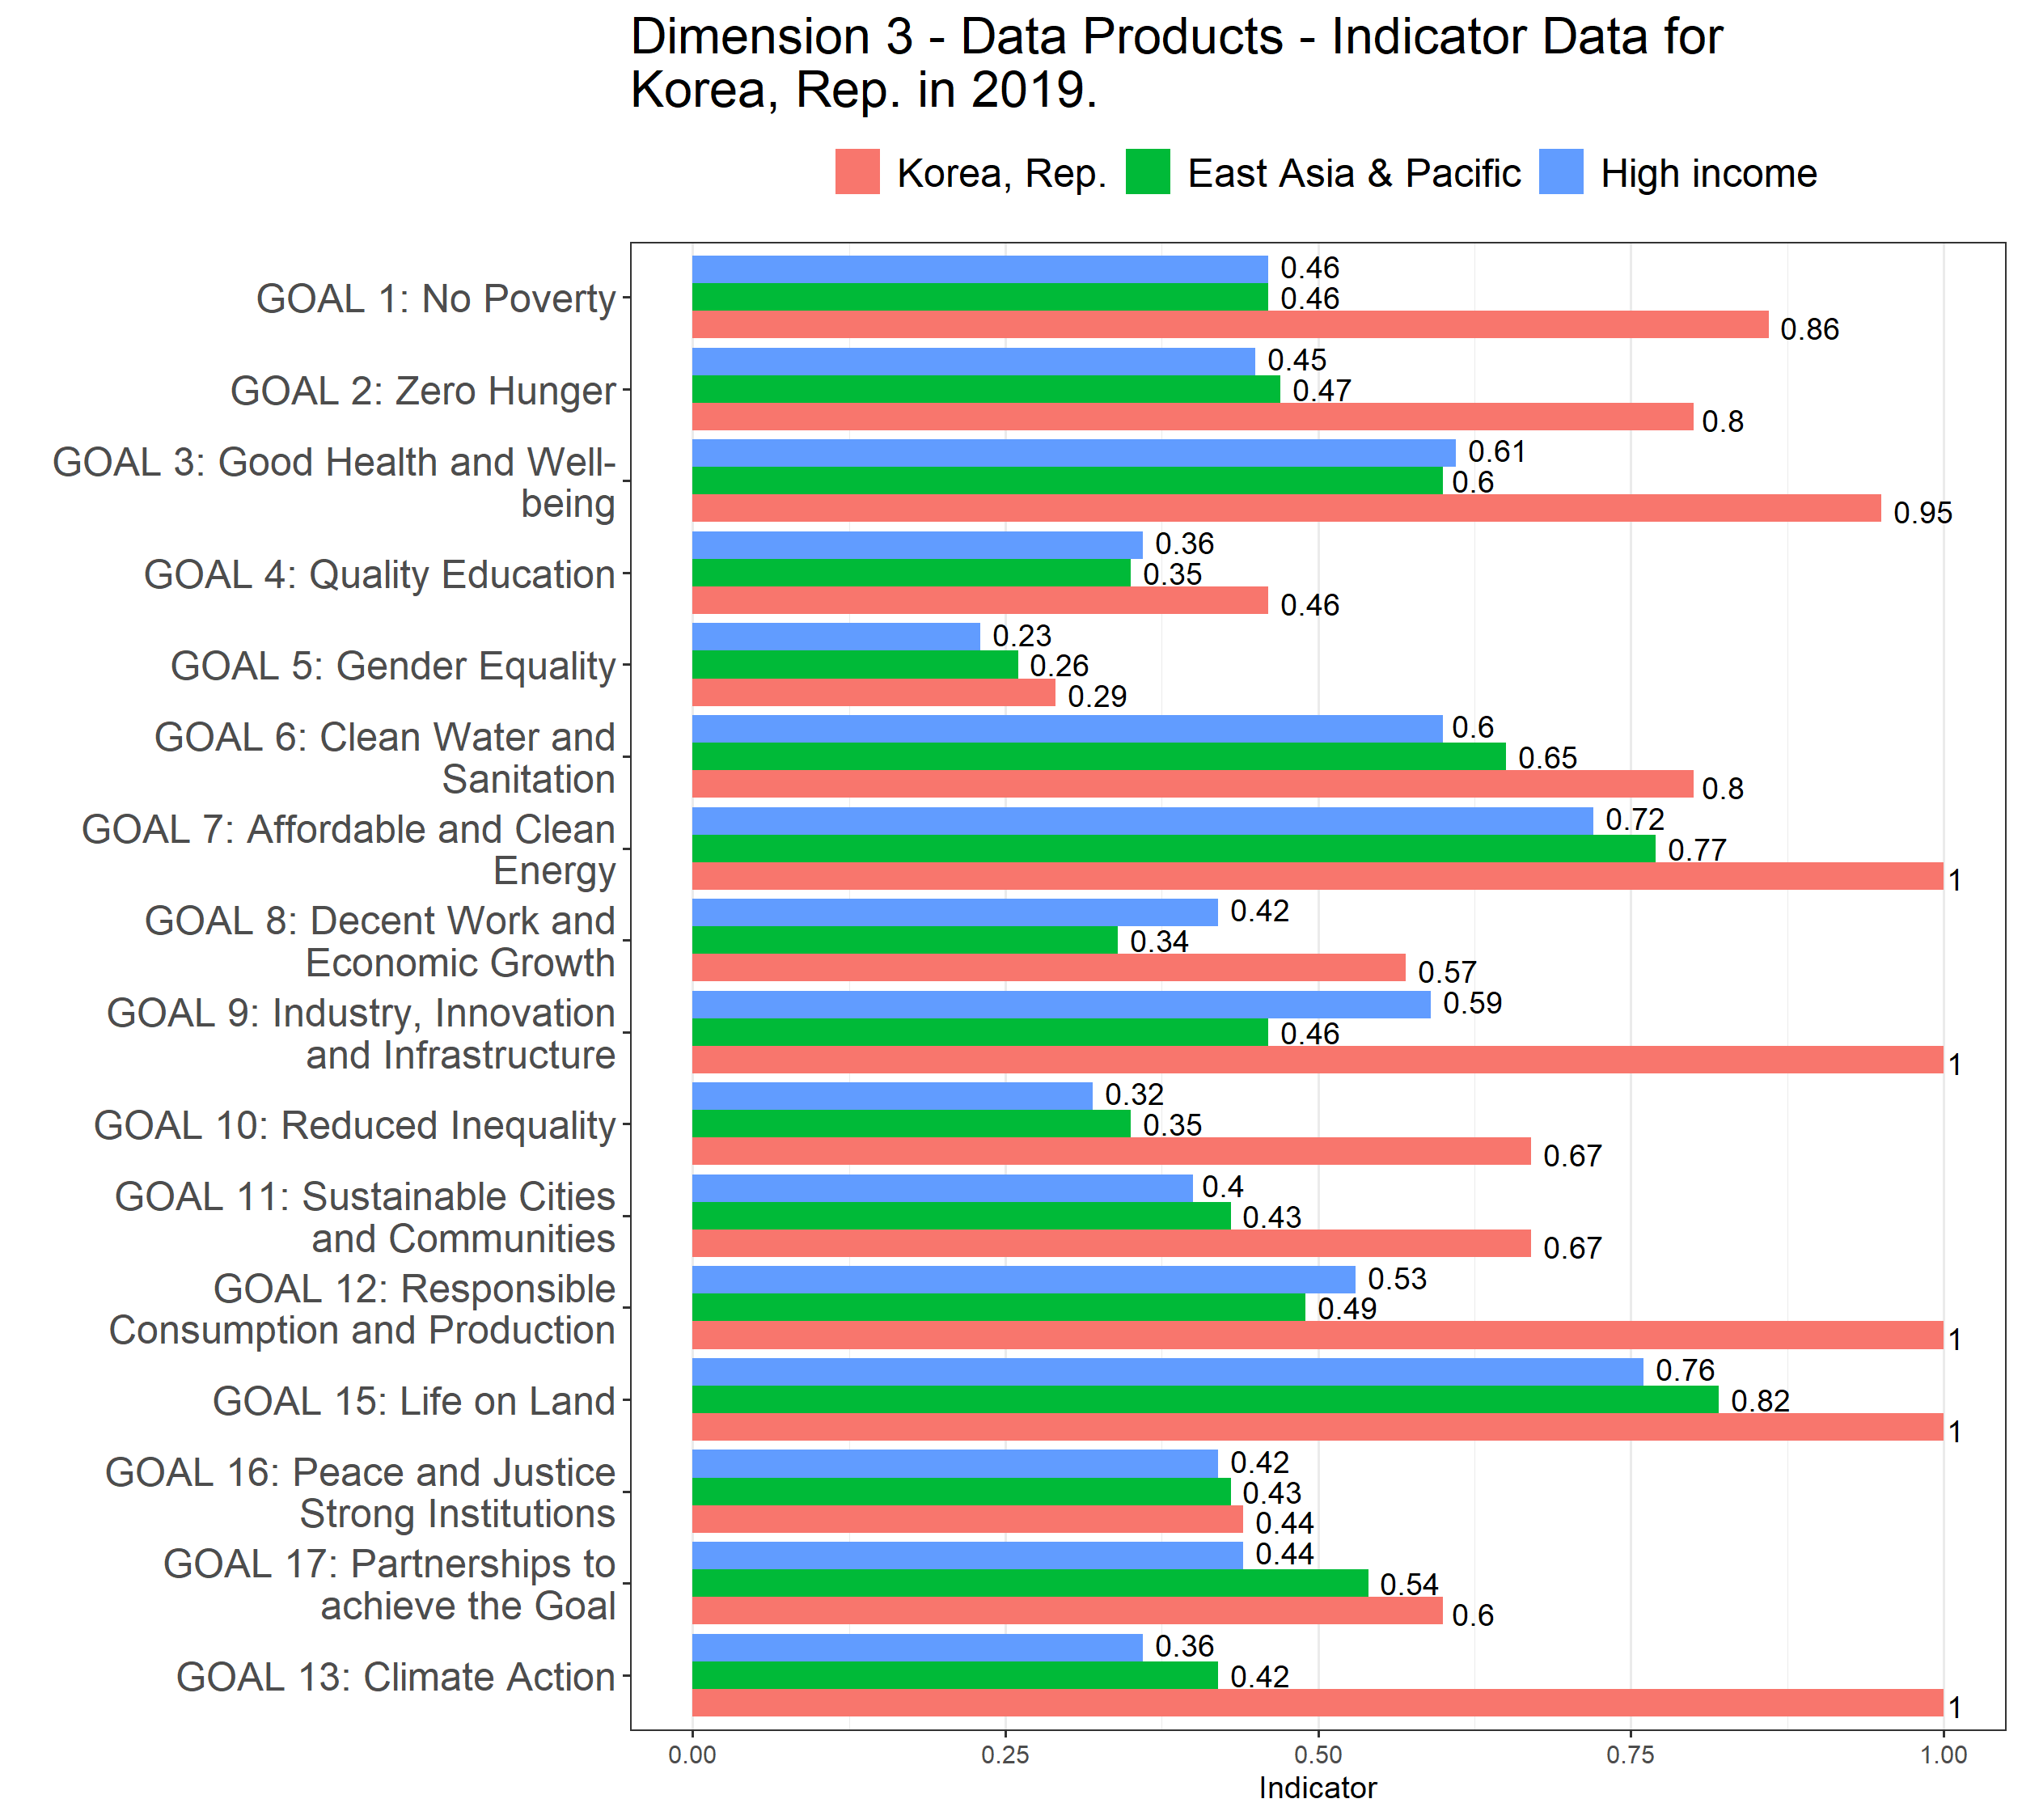 Dimension 3 - Data Products - Indicator Data for
Korea, Rep. in 2019.
Korea, Rep. East Asia & Pacific High income
GOAL 1: No Poverty
0.46
0.46
0.86
GOAL 2: Zero Hunger
0.45
0.47
0.8
GOAL 3: Good Health and Well-
being
0.61
0.6
0.95
GOAL 4: Quality Education
0.36
0.35
0.46
GOAL 5: Gender Equality
0.23
0.26
0.29
GOAL 6: Clean Water and
Sanitation
0.6
0.65
0.8
GOAL 7: Affordable and Clean
Energy
0.72
0.77
1
GOAL 8: Decent Work and
Economic Growth
0.42
0.34
0.57
GOAL 9: Industry, Innovation
and Infrastructure
0.59
0.46
1
GOAL 10: Reduced Inequality
0.32
0.35
0.67
GOAL 11: Sustainable Cities
and Communities
0.4
0.43
0.67
GOAL 12: Responsible
Consumption and Production
0.53
0.49
1
GOAL 15: Life on Land
0.76
0.82
1
GOAL 16: Peace and Justice
Strong Institutions
0.42
0.43
0.44
GOAL 17: Partnerships to
achieve the Goal
0.44
0.54
0.6
GOAL 13: Climate Action
0.36
0.42
1
0.00 0.25 0.50 0.75 1.00
Indicator